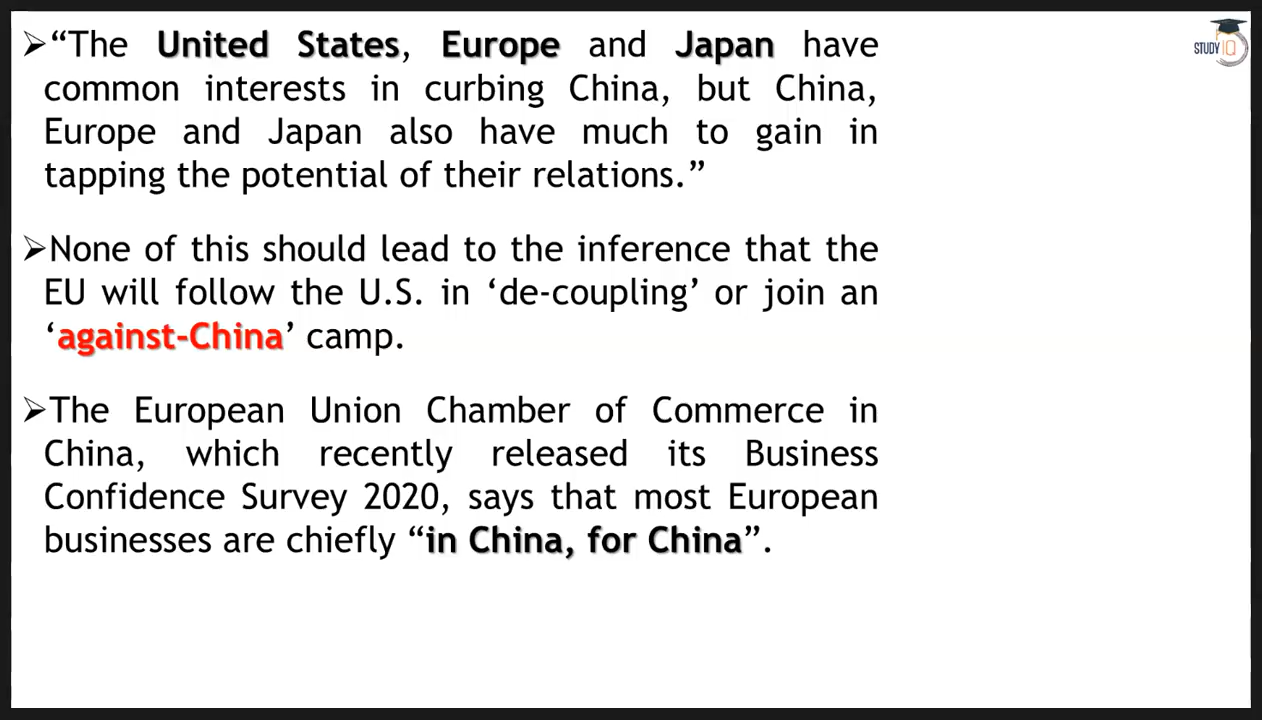 ➢“The United States, Europe and Japan have
common interests in curbing China, but China,
Europe and Japan also have much to gain in
tapping the potential of their relations.”
➢None of this should lead to the inference that the
EU will follow the U.S. in ‘de-coupling’ or join an
‘against-China’ camp.
➢The European Union Chamber of Commerce in
China, which recently released its Business
Confidence Survey 2020, says that most European
businesses are chiefly “in China, for China”.
STUDY IQ